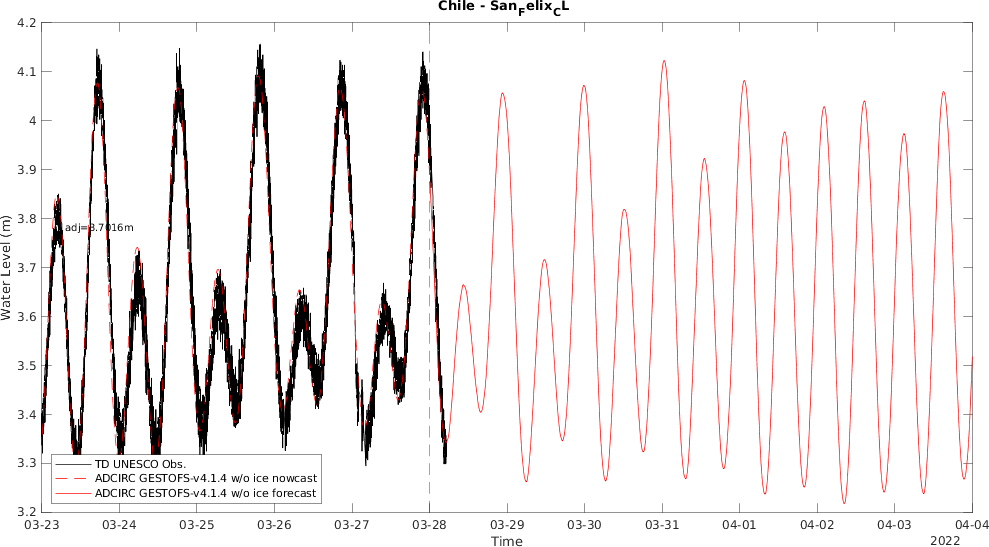 Chile - SanFelixCL
4.2
4.1
4
3.9
3.8
3.7
3.6
3.5
3.4
3.3
3.2
Water Level (m)
adj=3.7016m
TD UNESCO Obs.
ADCIRC GESTOFS-v4.1.4 w/o ice nowcast
ADCIRC GESTOFS-v4.1.4 w/o ice forecast
03-23 03-24 03-25 03-26 03-27 03-28 03-29 03-30 03-31 04-01 04-02 04-03 04-04
Time
2022